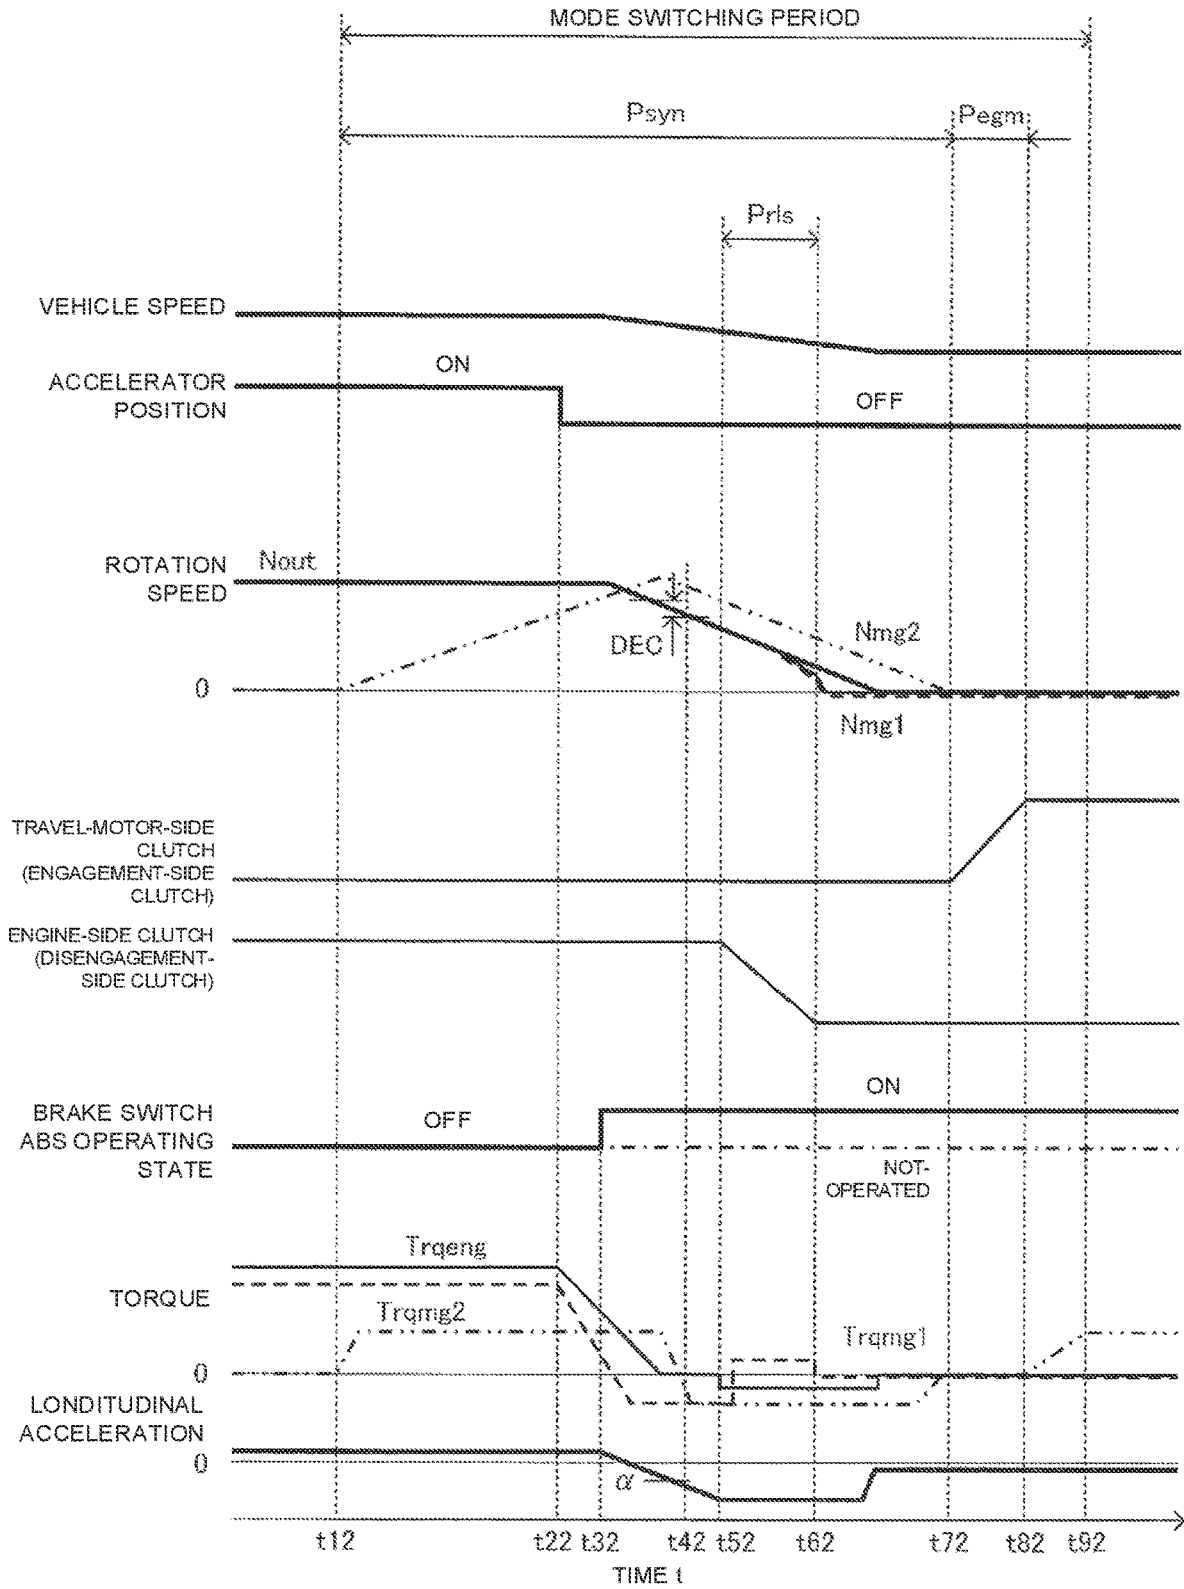 MODE SWITCHING PERIOD
Psyn
Pegm
Prls
VEHICLE SPEED
ON
ACCELERATOR
POSITION
OFF
ROTATION
SPEED
Nout
DEC
Nmg2
0
Nmg1
TRAVEL-MOTOR-SIDE
CLUTCH
(ENGAGEMENT-SIDE
CLUTCH)
ENGINE-SIDE CLUTCH
(DISENGAGEMENT-
SIDE CLUTCH)
ON
BRAKE SWITCH
ABS OPERATING
STATE
OFF
NOT-
OPERATED
Trqeng
TORQUE
Trqmg2
Trqmg1
0
LONDITUDINAL
ACCELERATION
0
α
t12 t22 t32 t42 t52 t62 t72 t82 t92
TIME t